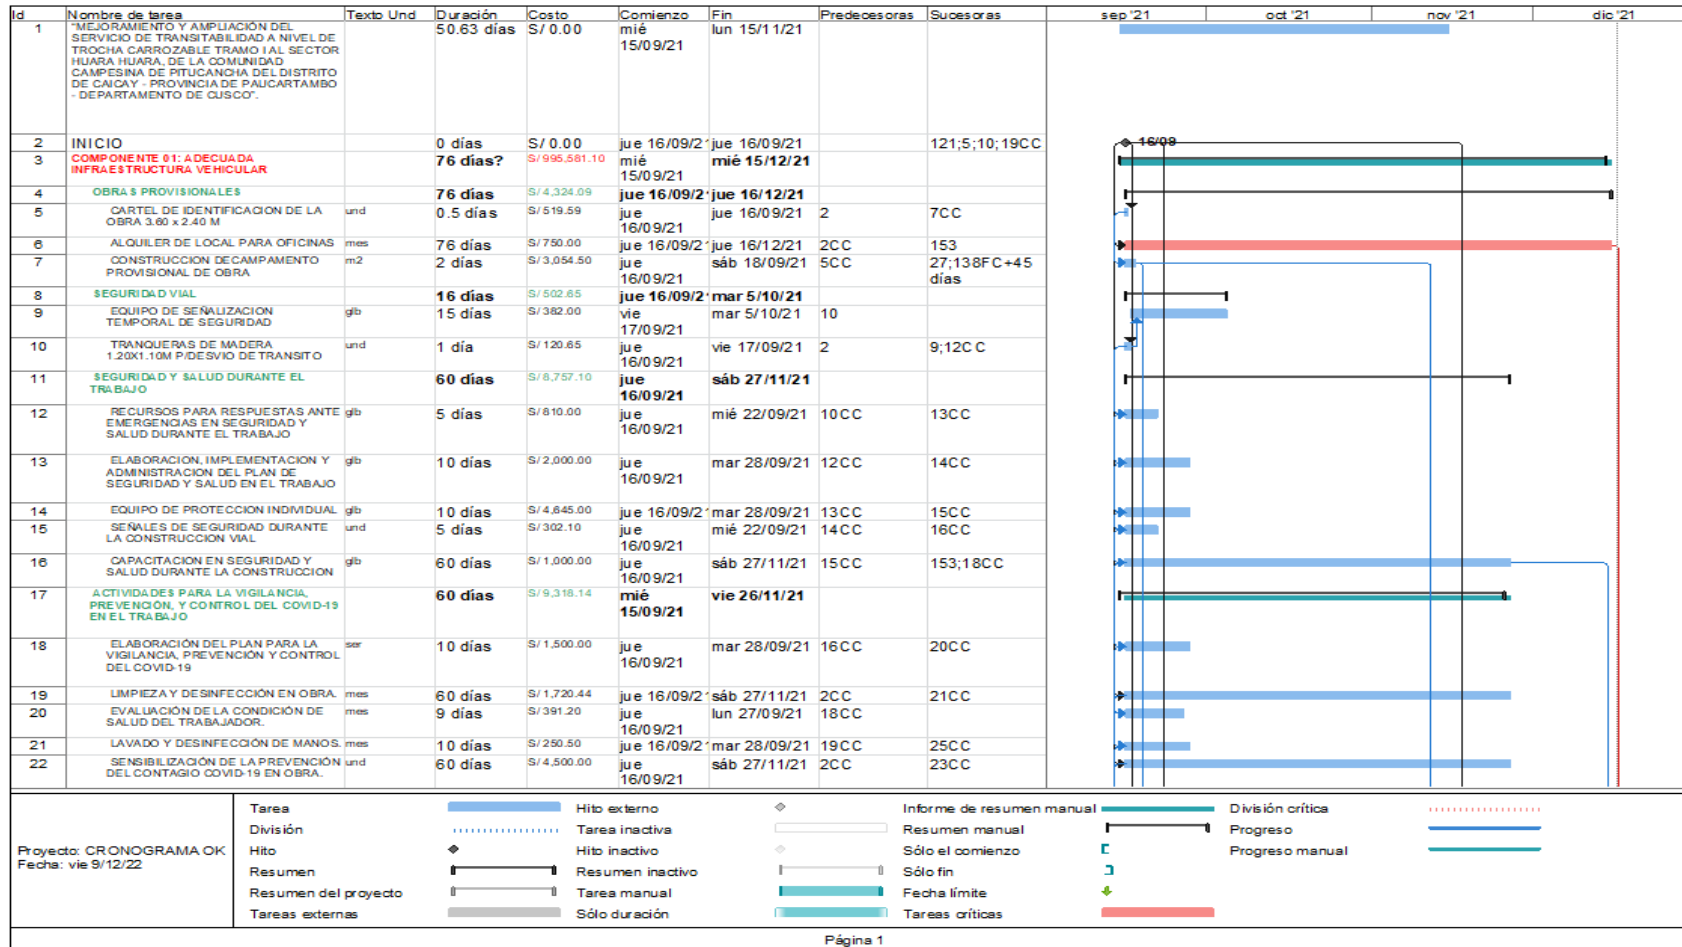 Id Nombre de tarea Texto Und Duración Costo Comienzo Fin Predecesoras Sucesoras sep '21 oct '21 nov '21 dic '21
1 "MEJORAMIENTO Y AMPLIACIÓN DEL 50.63 días S/ 0.00 mié lun 15/11/21
SERVICIO DE TRANSITABILIDAD A NIVEL DE 15/09/21
TROCHA CARROZABLE TRAMO I AL SECTOR
HUARA HUARA, DE LA COMUNIDAD
CAMPESINA DE PITUCANCHA DEL DISTRITO
DE CAICAY - PROVINCIA DE PAUCARTAMBO
- DEPARTAMENTO DE CUSCO".
2 INICIO 0 días S/ 0.00 jue 16/09/2 jue 16/09/21 121;5;10;19CC 16/09
3 COMPONENTE 01: ADECUADA 76 días? S/ 995,581.10 mié mié 15/12/21
INFRAESTRUCTURA VEHICULAR 15/09/21
4 OBRAS PROVISIONALES 76 días S/ 4,324.09 jue 16/09/2 jue 16/12/21
5 CARTEL DE IDENTIFICACION DE LA und 0.5 días S/ 519.59 jue jue 16/09/21 2 7CC
OBRA 3.60 x 2.40 M 16/09/21
6 ALQUILER DE LOCAL PARA OFICINAS mes 76 días S/ 750.00 jue 16/09/2 jue 16/12/21 2CC 153
7 CONSTRUCCION DECAMPAMENTO m2 2 días S/ 3,054.50 jue sáb 18/09/21 5CC 27;138FC+45
PROVISIONAL DE OBRA 16/09/21 días
8 SEGURIDAD VIAL 16 días S/ 502.65 jue 16/09/2 mar 5/10/21
9 EQUIPO DE SEÑALIZACION glb 15 días S/ 382.00 vie mar 5/10/21 10
TEMPORAL DE SEGURIDAD 17/09/21
10 TRANQUERAS DE MADERA und 1 día S/ 120.65 jue vie 17/09/21 2 9;12CC
1.20X1.10M P/DESVIO DE TRANSITO 16/09/21
11 SEGURIDAD Y SALUD DURANTE EL 60 días S/ 8,757.10 jue sáb 27/11/21
TRABAJO 16/09/21
12 RECURSOS PARA RESPUESTAS ANTE glb 5 días S/ 810.00 jue mié 22/09/21 10CC 13CC
EMERGENCIAS EN SEGURIDAD Y 16/09/21
SALUD DURANTE EL TRABAJO
13 ELABORACION, IMPLEMENTACION Y glb 10 días S/ 2,000.00 jue mar 28/09/21 12CC 14CC
ADMINISTRACION DEL PLAN DE 16/09/21
SEGURIDAD Y SALUD EN EL TRABAJO
14 EQUIPO DE PROTECCION INDIVIDUAL glb 10 días S/ 4,645.00 jue 16/09/2 mar 28/09/21 13CC 15CC
15 SEÑALES DE SEGURIDAD DURANTE und 5 días S/ 302.10 jue mié 22/09/21 14CC 16CC
LA CONSTRUCCION VIAL 16/09/21
16 CAPACITACION EN SEGURIDAD Y glb 60 días S/ 1,000.00 jue sáb 27/11/21 15CC 153;18CC
SALUD DURANTE LA CONSTRUCCION 16/09/21
17 ACTIVIDADES PARA LA VIGILANCIA, 60 días S/ 9,318.14 mié vie 26/11/21
PREVENCIÓN, Y CONTROL DEL COVID-19 15/09/21
EN EL TRABAJO
18 ELABORACIÓN DEL PLAN PARA LA ser 10 días S/ 1,500.00 jue mar 28/09/21 16CC 20CC
VIGILANCIA, PREVENCIÓN Y CONTROL 16/09/21
DEL COVID-19
19 LIMPIEZA Y DESINFECCIÓN EN OBRA. mes 60 días S/ 1,720.44 jue 16/09/2 sáb 27/11/21 2CC 21CC
20 EVALUACIÓN DE LA CONDICIÓN DE mes 9 días S/ 391.20 jue lun 27/09/21 18CC
SALUD DEL TRABAJADOR. 16/09/21
21 LAVADO Y DESINFECCIÓN DE MANOS. mes 10 días S/ 250.50 jue 16/09/2 mar 28/09/21 19CC 25CC
22 SENSIBILIZACIÓN DE LA PREVENCIÓN und 60 días S/ 4,500.00 jue sáb 27/11/21 2CC 23CC
DEL CONTAGIO COVID-19 EN OBRA. 16/09/21
Proyecto: CRONOGRAMA OK
Fecha: vie 9/12/22
Tarea Hito externo Informe de resumen manual División crítica
División Tarea inactiva Resumen manual Progreso
Hito Hito inactivo Sólo el comienzo Progreso manual
Resumen Resumen inactivo Sólo fin
Resumen del proyecto Tarea manual Fecha límite
Tareas externas Sólo duración Tareas críticas
Página 1